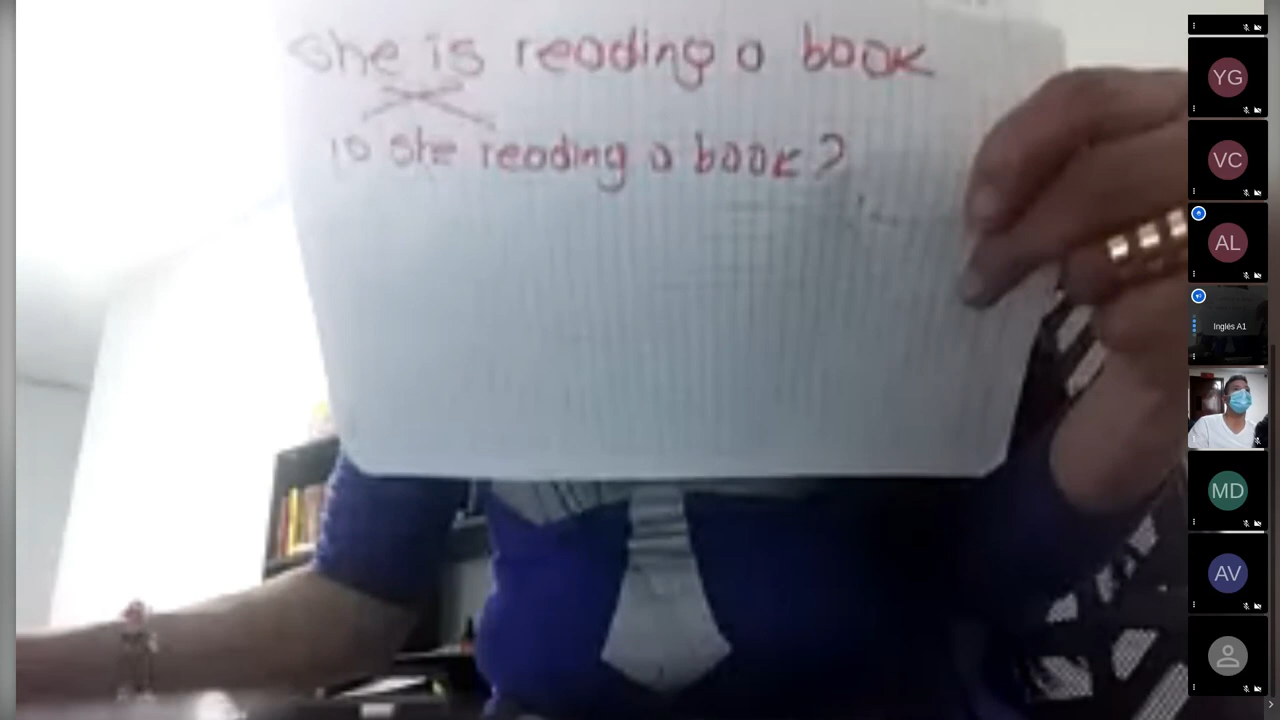 She is reading a book
is she reading a book?
YG
VC
AL
Inglés A1
MD
AV